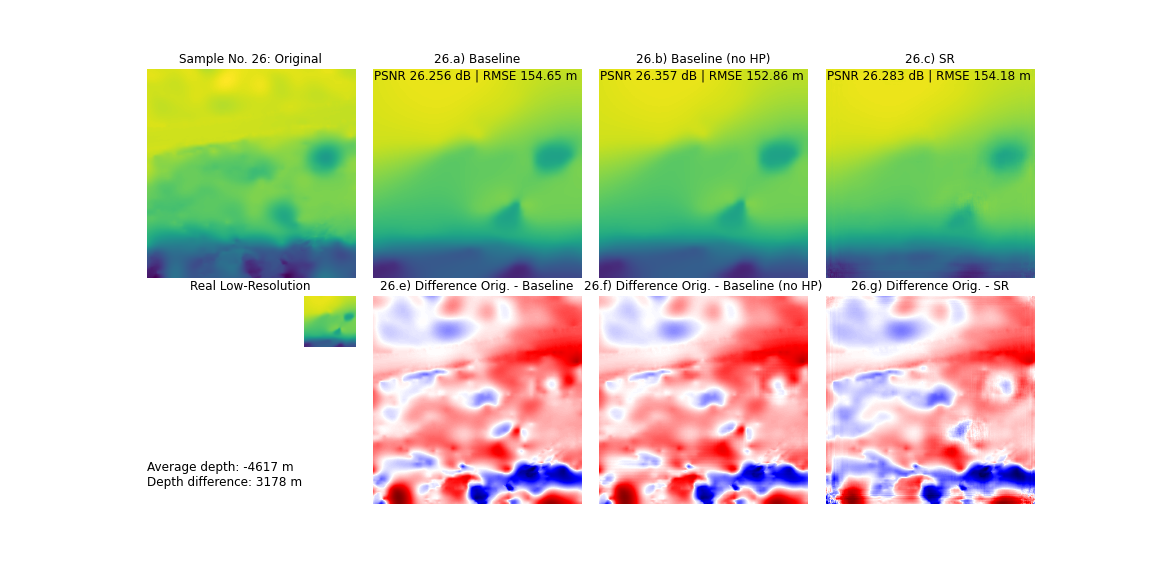 Sample No. 26: Original
26.a) Baseline
26.b) Baseline (no HP)
26.c) SR
PSNR 26.256 dB | RMSE 154.65 m
PSNR 26.357 dB | RMSE 152.86 m
PSNR 26.283 dB | RMSE 154.18 m
Real Low-Resolution
26.e) Difference Orig. - Baseline
26.f) Difference Orig. - Baseline (no HP)
26.g) Difference Orig. - SR
Average depth: -4617 m
Depth difference: 3178 m